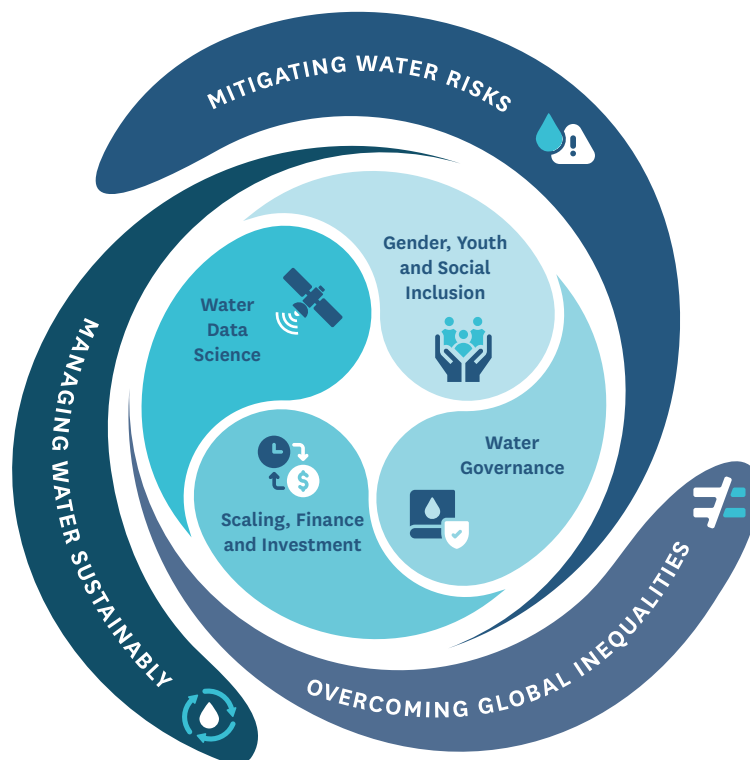 MITIGATING WATER RISKS
Gender, Youth
and Social
Inclusion
Water
Data
Science
Water
Governance
Scaling, Finance
and Investment
MANAGING WATER SUSTAINABLY
OVERCOMING GLOBAL INEQUALITIES